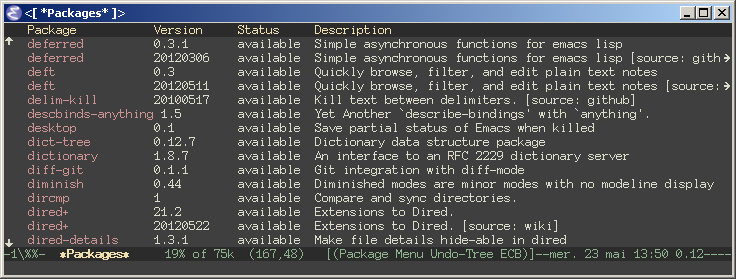 <[ *Packages* ]>
Package Version Status Description
deferred 0.3.1 available Simple asynchronous functions for emacs lisp
deferred 20120306 available Simple asynchronous functions for emacs lisp [source: gith
deft 0.3 available Quickly browse, filter, and edit plain text notes
deft 20120511 available Quickly browse, filter, and edit plain text notes [source:
delim-kill 20100517 available Kill text between delimiters. [source: github]
descbinds-anything 1.5 available Yet Another `describe-bindings' with `anything'.
desktop 0.1 available Save partial status of Emacs when killed
dict-tree 0.12.7 available Dictionary data structure package
dictionary 1.8.7 available An interface to an RFC 2229 dictionary server
diff-git 0.1.1 available Git integration with diff-mode
diminish 0.44 available Diminished modes are minor modes with no modeline display
dircmp 1 available Compare and sync directories.
dired+ 21.2 available Extensions to Dired.
dired+ 20120522 available Extensions to Dired. [source: wiki]
dired-details 1.3.1 available Make file details hide-able in dired
-1\%%- *Packages* 19% of 75k (167,48) [(Package Menu Undo-Tree ECB)]--mer. 23 mai 13:50 0.12----